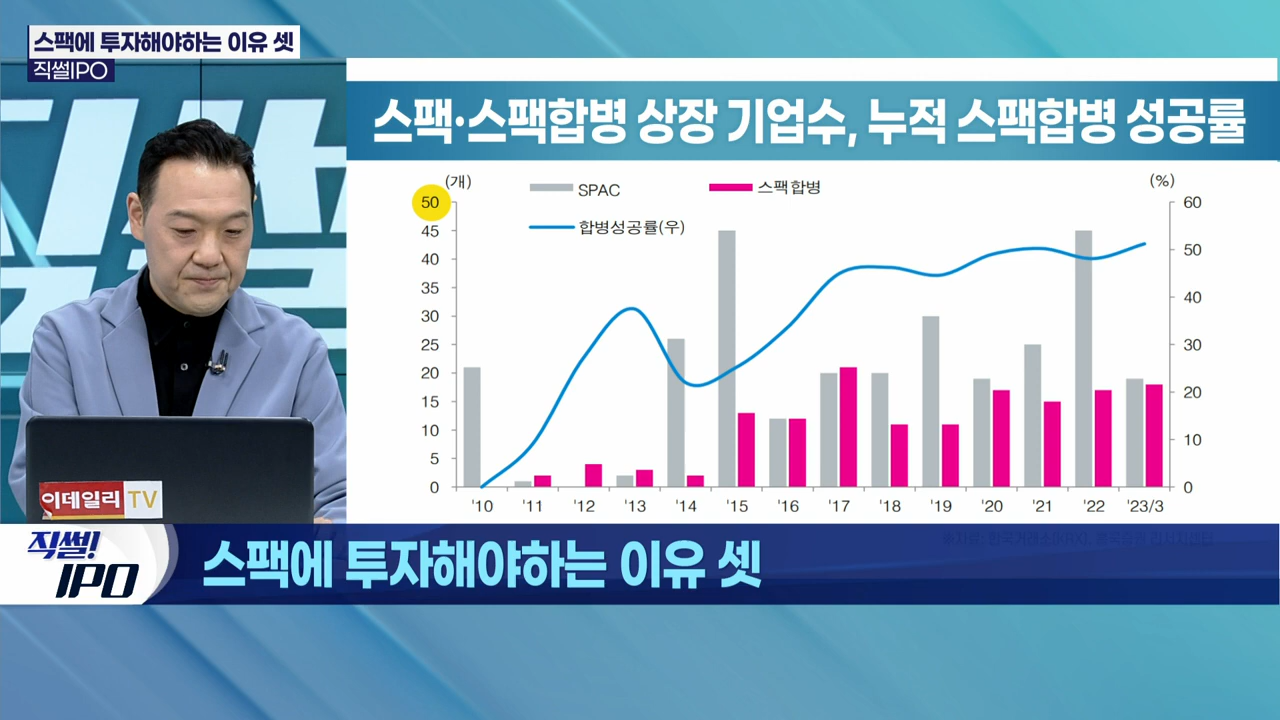 스팩에 투자해야하는 이유 셋
직썰IPO
스팩·스팩합병 상장 기업수, 누적 스팩합병 성공률
(개)
SPAC
스팩합병
합병성공률(우)
(%)
50
45
40
35
30
25
20
15
10
5
0
60
50
40
30
20
10
0
'10 '11 '12 '13 '14 '15 '16 '17 '18 '19 '20 '21 '22 '23/3
이데일리 TV
직썰!
IPO
스팩에 투자해야하는 이유 셋